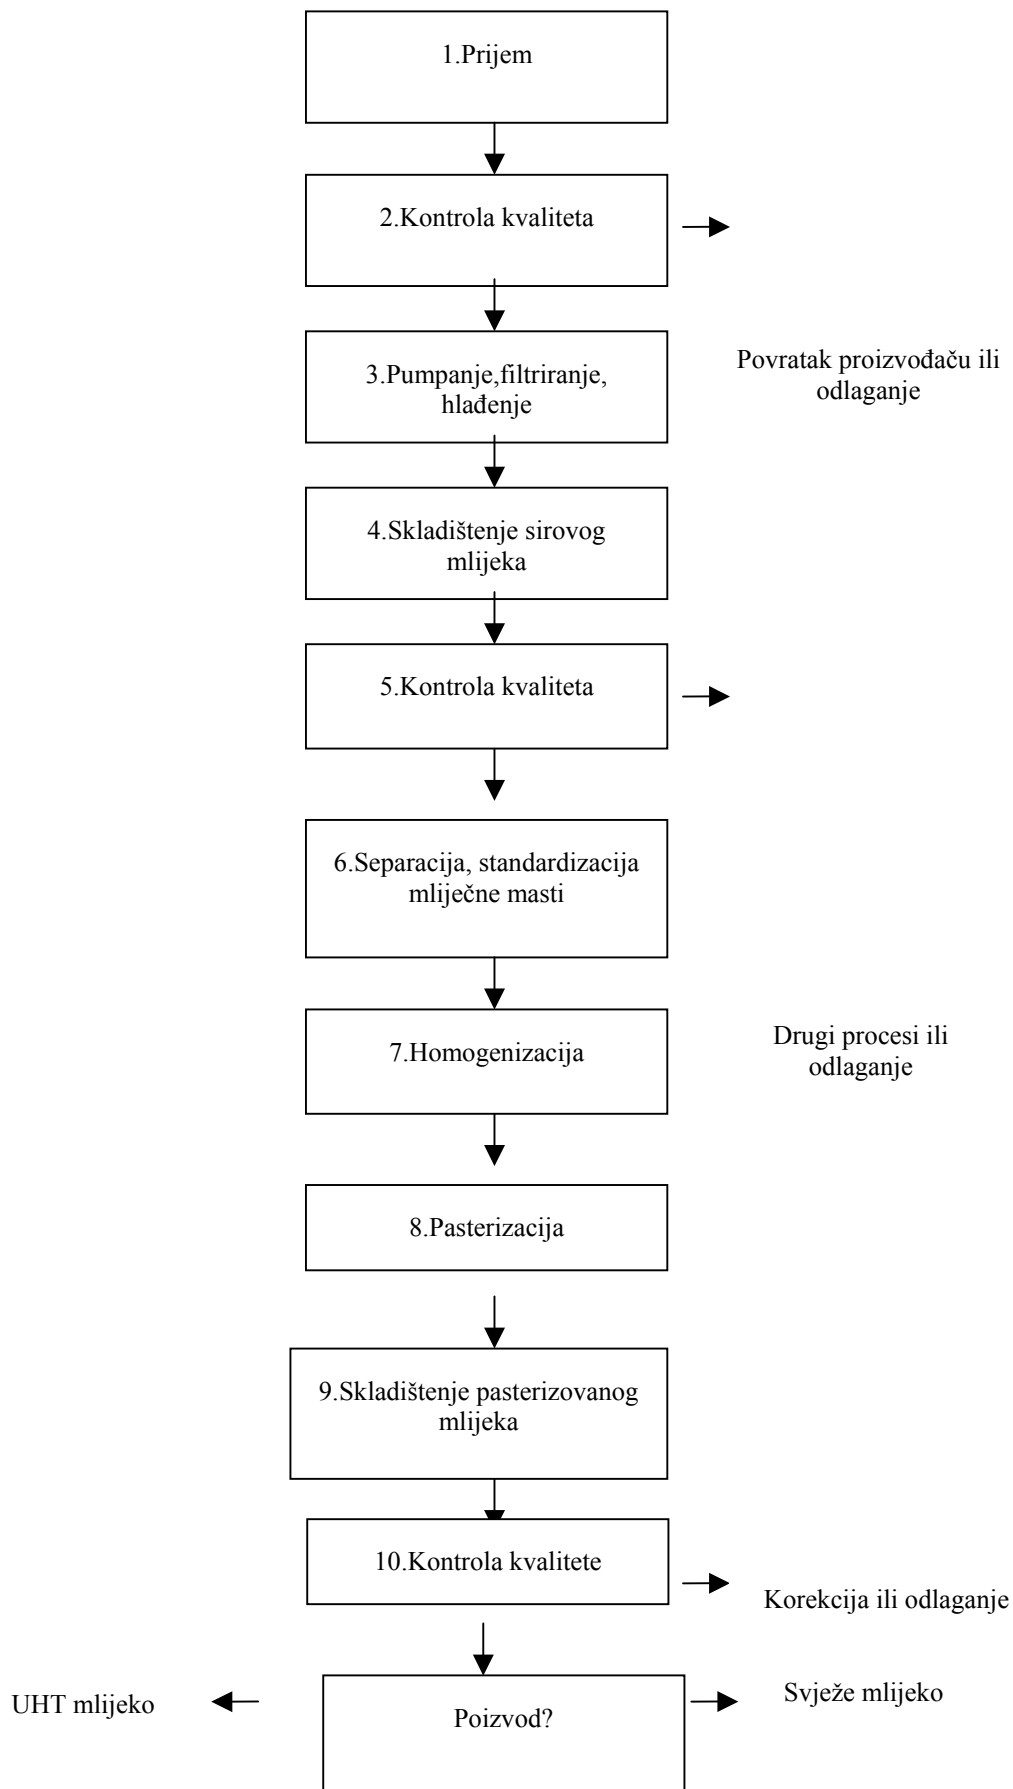 1.Prijem
2.Kontrola kvaliteta
3.Pumpanje,filtriranje,
hlađenje
Povratak proizvođaču ili
odlaganje
4.Skladištenje sirovog
mlijeka
5.Kontrola kvaliteta
6.Separacija, standardizacija
mliječne masti
7.Homogenizacija
Drugi procesi ili
odlaganje
8.Pasterizacija
9.Skladištenje pasterizovanog
mlijeka
10.Kontrola kvalitete
Korekcija ili odlaganje
UHT mlijeko
Poizvod?
Svježe mlijeko